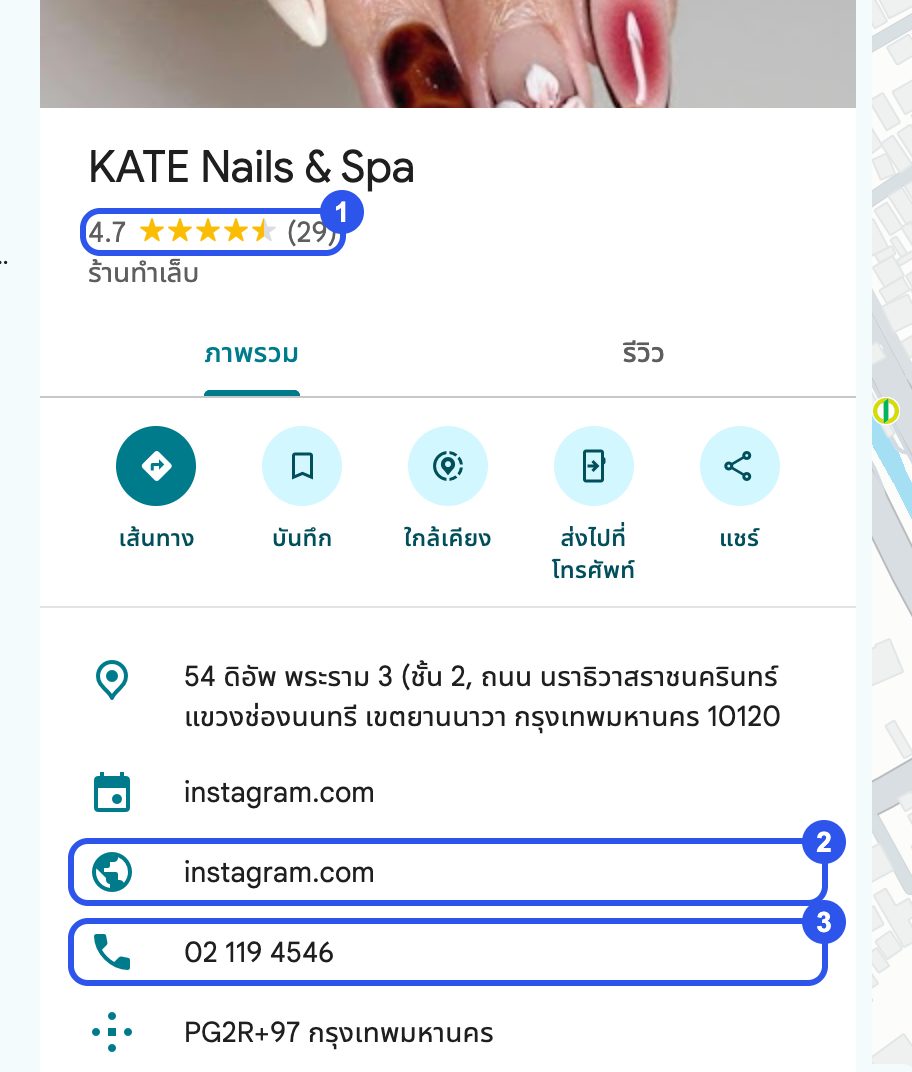 KATE Nails & Spa
1
4.7 (29)
ร้านทำเล็บ
..
ภาพรวม
รีวิว
เส้นทาง
บันทึก
ใกล้เคียง
ส่งไปที่
โทรศัพท์
แชร์
54 ดิอัพ พระราม 3 (ชั้น 2, ถนน นราธิวาสราชนครินทร์
แขวงช่องนนทรี เขตยานนาวา กรุงเทพมหานคร 10120
instagram.com
2
instagram.com
3
02 119 4546
PG2R+97 กรุงเทพมหานคร